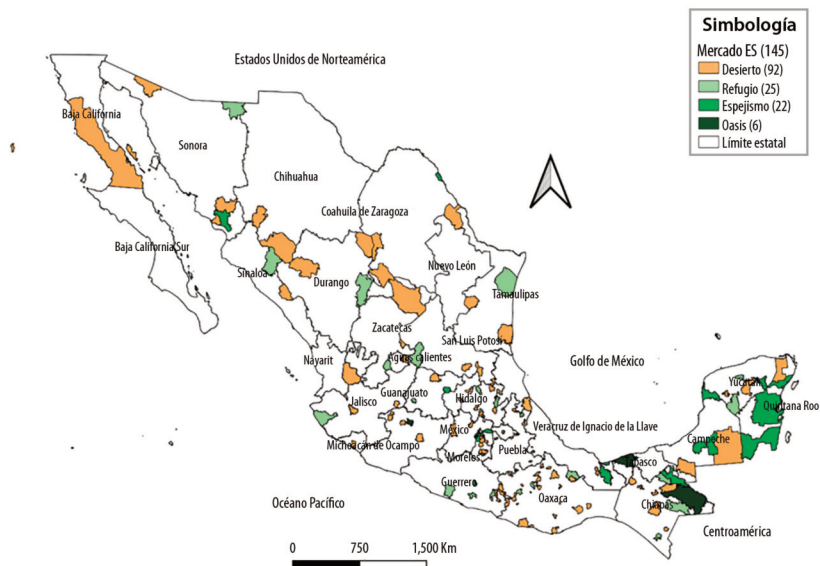 Simbología
Mercado ES (145)
Desierto (92)
Refugio (25)
Espejismo (22)
Oasis (6)
Límite estatal
Estados Unidos de Norteamérica
Baja California
Sonora
Chihuahua
Coahuila de Zaragoza
Baja California Sur
Sinaloa
Durango
Nuevo León
Tamaulipas
Zacatecas
San Luis Potosí
Nayarit
Aguascalientes
Golfo de México
Guanajuato
Hidalgo
Yucatán
Jalisco
Quintana Roo
México
Veracruz de Ignacio de la Llave
Campeche
Michoacán de Ocampo
Morelos
Puebla
Tabasco
Guerrero
Oaxaca
Chiapas
Océano Pacífico
Centroamérica
0 750 1,500 Km